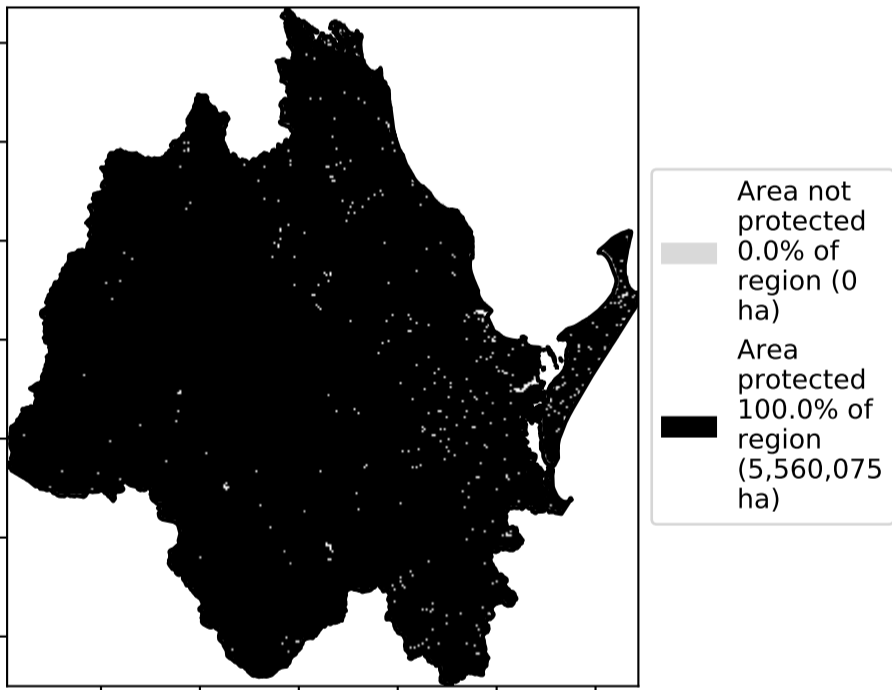 Area not
protected
0.0% of
region (0
ha)
Area
protected
100.0% of
region
(5,560,075
ha)